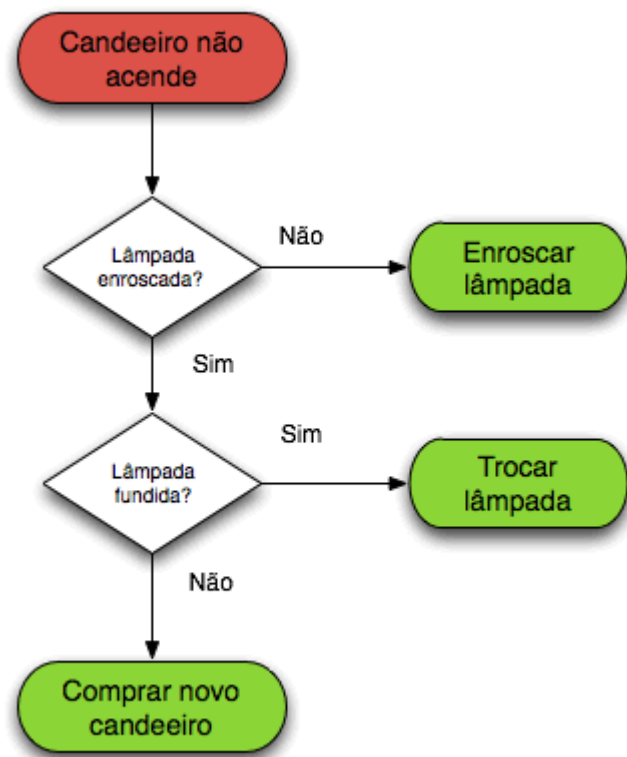 Candeeiro não
acende
Lâmpada
enroscada?
Não
Enroscar
lâmpada
Sim
Lâmpada
fundida?
Sim
Trocar
lâmpada
Não
Comprar novo
candeeiro